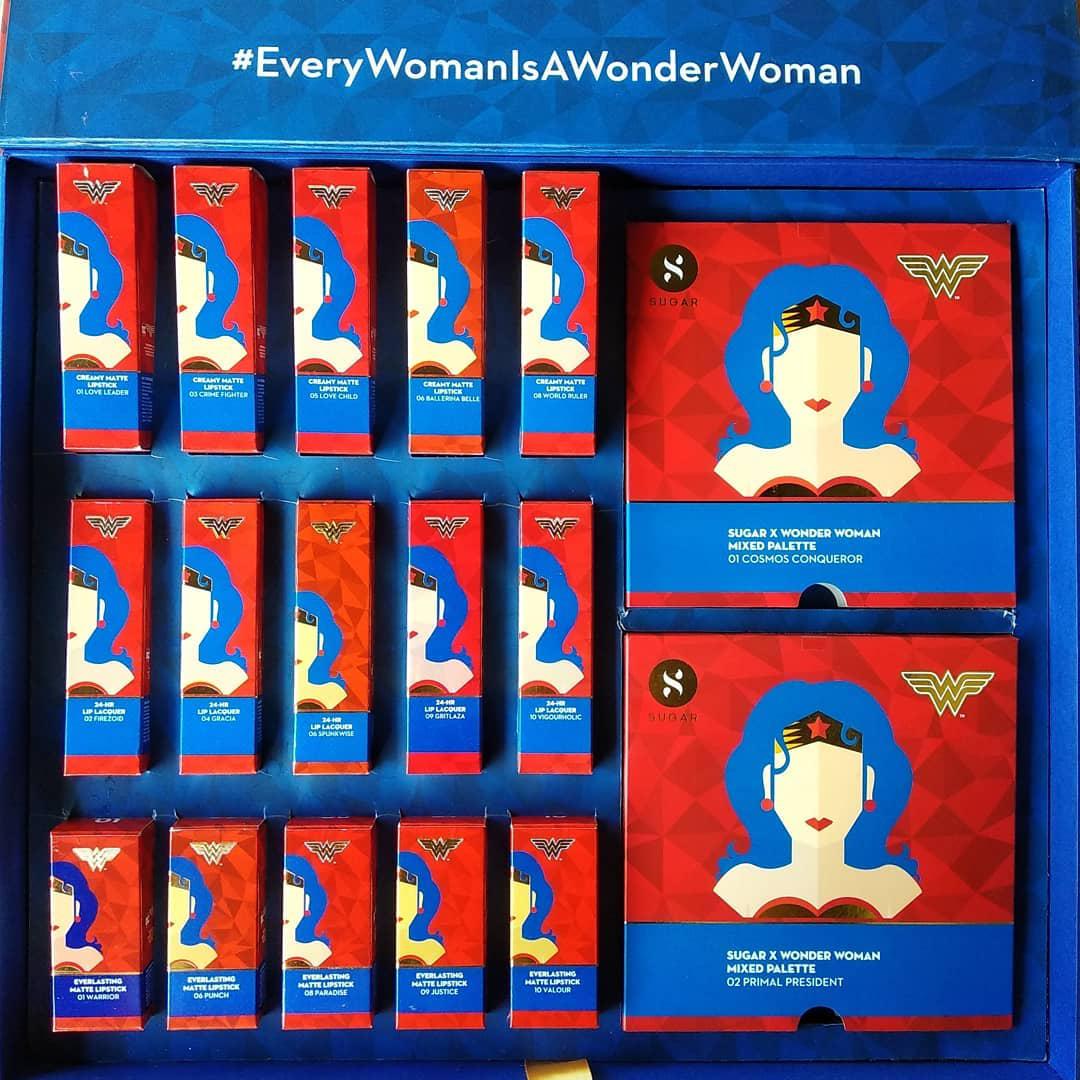 #EveryWomanIsAWonderWoman
CREAMY MATTE
LIPSTICK
01 LOVE LEADER
CREAMY MATTE
LIPSTICK
03 CRIME FIGHTER
CREAMY MATTE
LIPSTICK
05 LOVE CHILD
CREAMY MATTE
LIPSTICK
06 BALLERINA BELLE
CREAMY MATTE
LIPSTICK
08 WORLD RULER
SUGAR
SUGAR X WONDER WOMAN
MIXED PALETTE
01 COSMOS CONQUEROR
24-HR
LIP LACQUER
02 FIREZOID
24-HR
LIP LACQUER
04 GRACIA
24-HR
LIP LACQUER
06 SPUNKWISE
24-HR
LIP LACQUER
09 GRITLAZA
24-HR
LIP LACQUER
10 VIGOURHOLIC
SUGAR
SUGAR X WONDER WOMAN
MIXED PALETTE
02 PRIMAL PRESIDENT
EVERLASTING
MATTE LIPSTICK
01 WARRIOR
EVERLASTING
MATTE LIPSTICK
06 PUNCH
EVERLASTING
MATTE LIPSTICK
08 PARADISE
EVERLASTING
MATTE LIPSTICK
09 JUSTICE
EVERLASTING
MATTE LIPSTICK
10 VALOUR